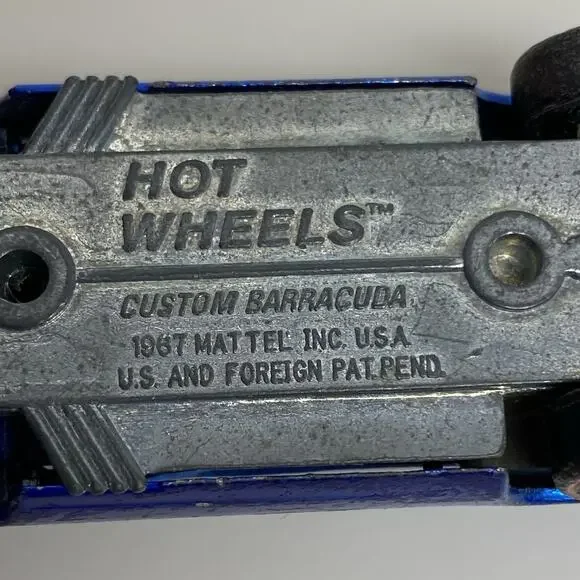 HOT
WHEELS™
CUSTOM BARRACUDA
1967 MATTEL INC. U.S.A.
U.S. AND FOREIGN PAT. PEND.